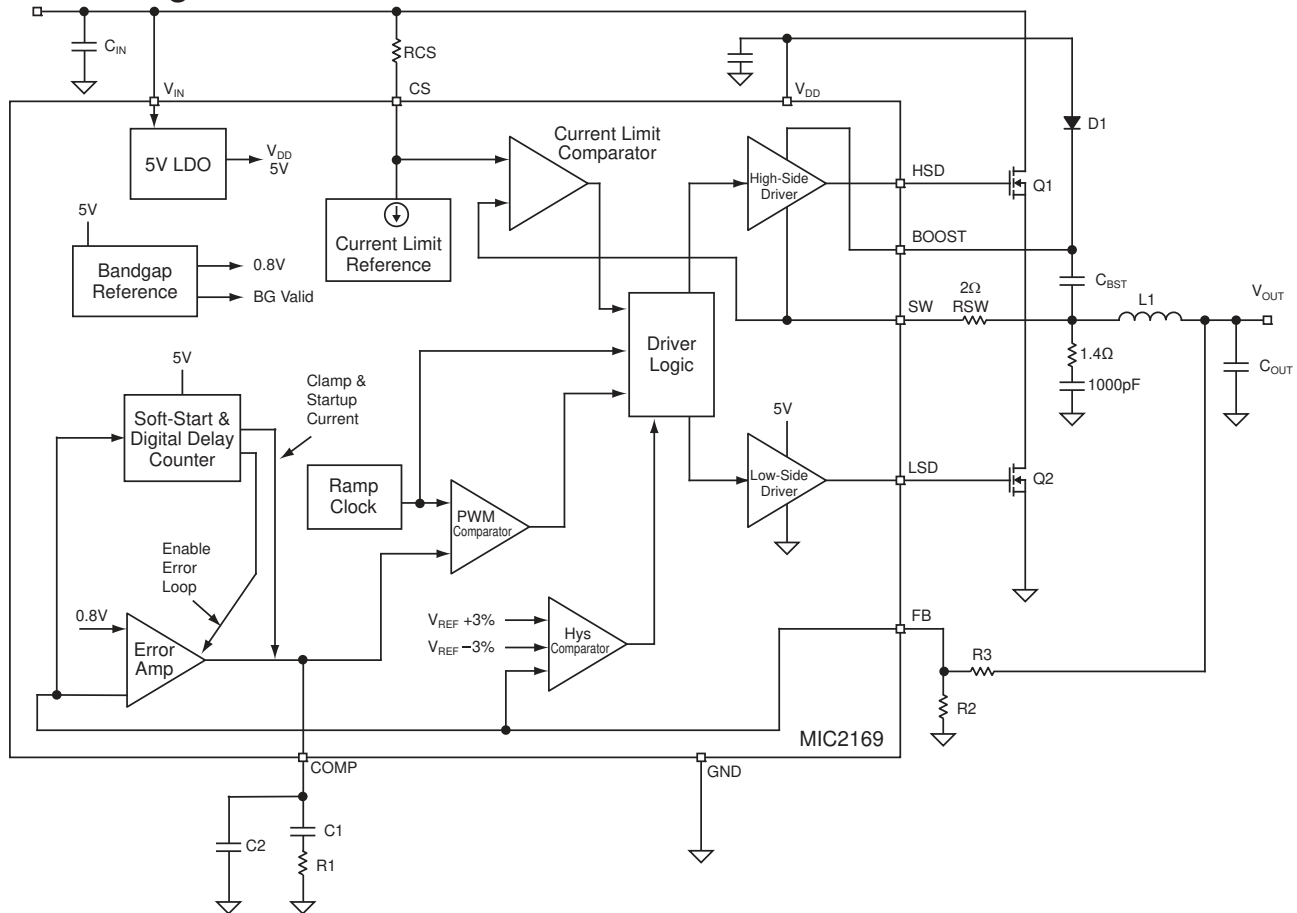 C_IN
RCS
V_IN
CS
V_DD
D1
5V LDO
V_DD
5V
Current Limit
Comparator
High-Side
Driver
HSD
Q1
5V
Current Limit
Reference
BOOST
Bandgap
Reference
0.8V
BG Valid
C_BST
2Ω
RSW
SW
L1
V_OUT
Driver
Logic
1.4Ω
1000pF
C_OUT
5V
Clamp &
Startup
Current
Soft-Start &
Digital Delay
Counter
5V
Low-Side
Driver
LSD
Q2
Ramp
Clock
PWM
Comparator
Enable
Error
Loop
0.8V
Error
Amp
V_REF +3%
V_REF −3%
Hys
Comparator
FB
R3
R2
MIC2169
COMP
GND
C2
C1
R1